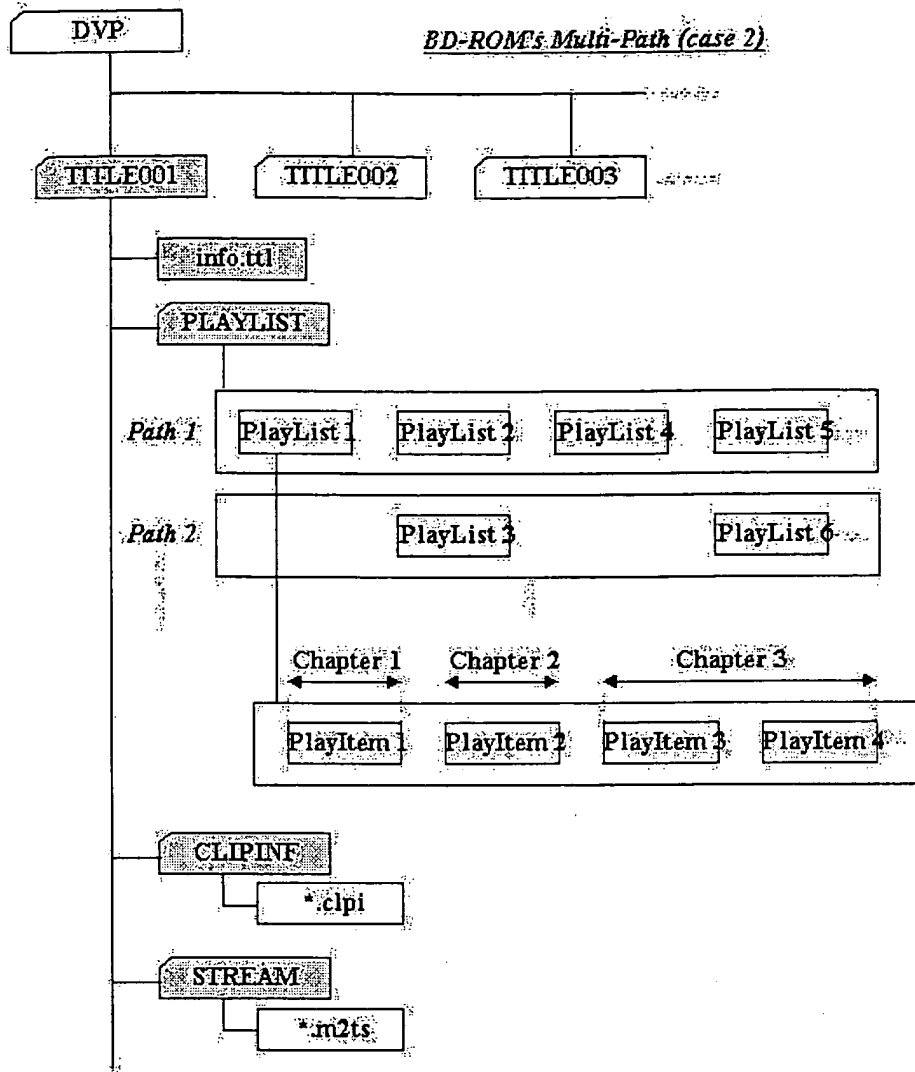 DVP
BD-ROM's Multi-Path (case 2)
TITLE001
TITLE002
TITLE003
info.ttl
PLAYLIST
Path 1
PlayList 1
PlayList 2
PlayList 4
PlayList 5
Path 2
PlayList 3
PlayList 6
Chapter 1
Chapter 2
Chapter 3
PlayItem 1
PlayItem 2
PlayItem 3
PlayItem 4
CLIPINF
*.clpi
STREAM
*.m2ts